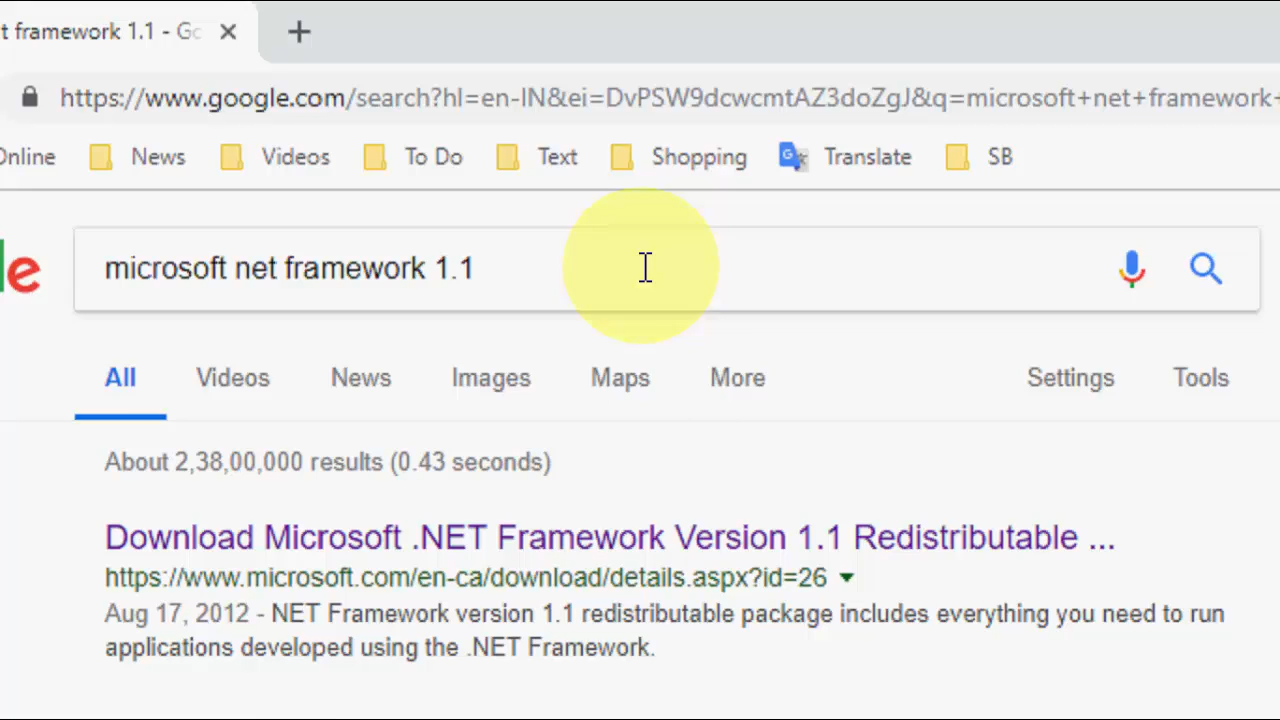 t framework 1.1 - Go
https://www.google.com/search?hl=en-IN&ei=DvPSW9dcwcmtAZ3doZgJ&q=microsoft+net+framework+
Online News Videos To Do Text Shopping Translate SB
le microsoft net framework 1.1
All Videos News Images Maps More Settings Tools
About 2,38,00,000 results (0.43 seconds)
Download Microsoft .NET Framework Version 1.1 Redistributable ...
https://www.microsoft.com/en-ca/download/details.aspx?id=26
Aug 17, 2012 - NET Framework version 1.1 redistributable package includes everything you need to run
applications developed using the .NET Framework.